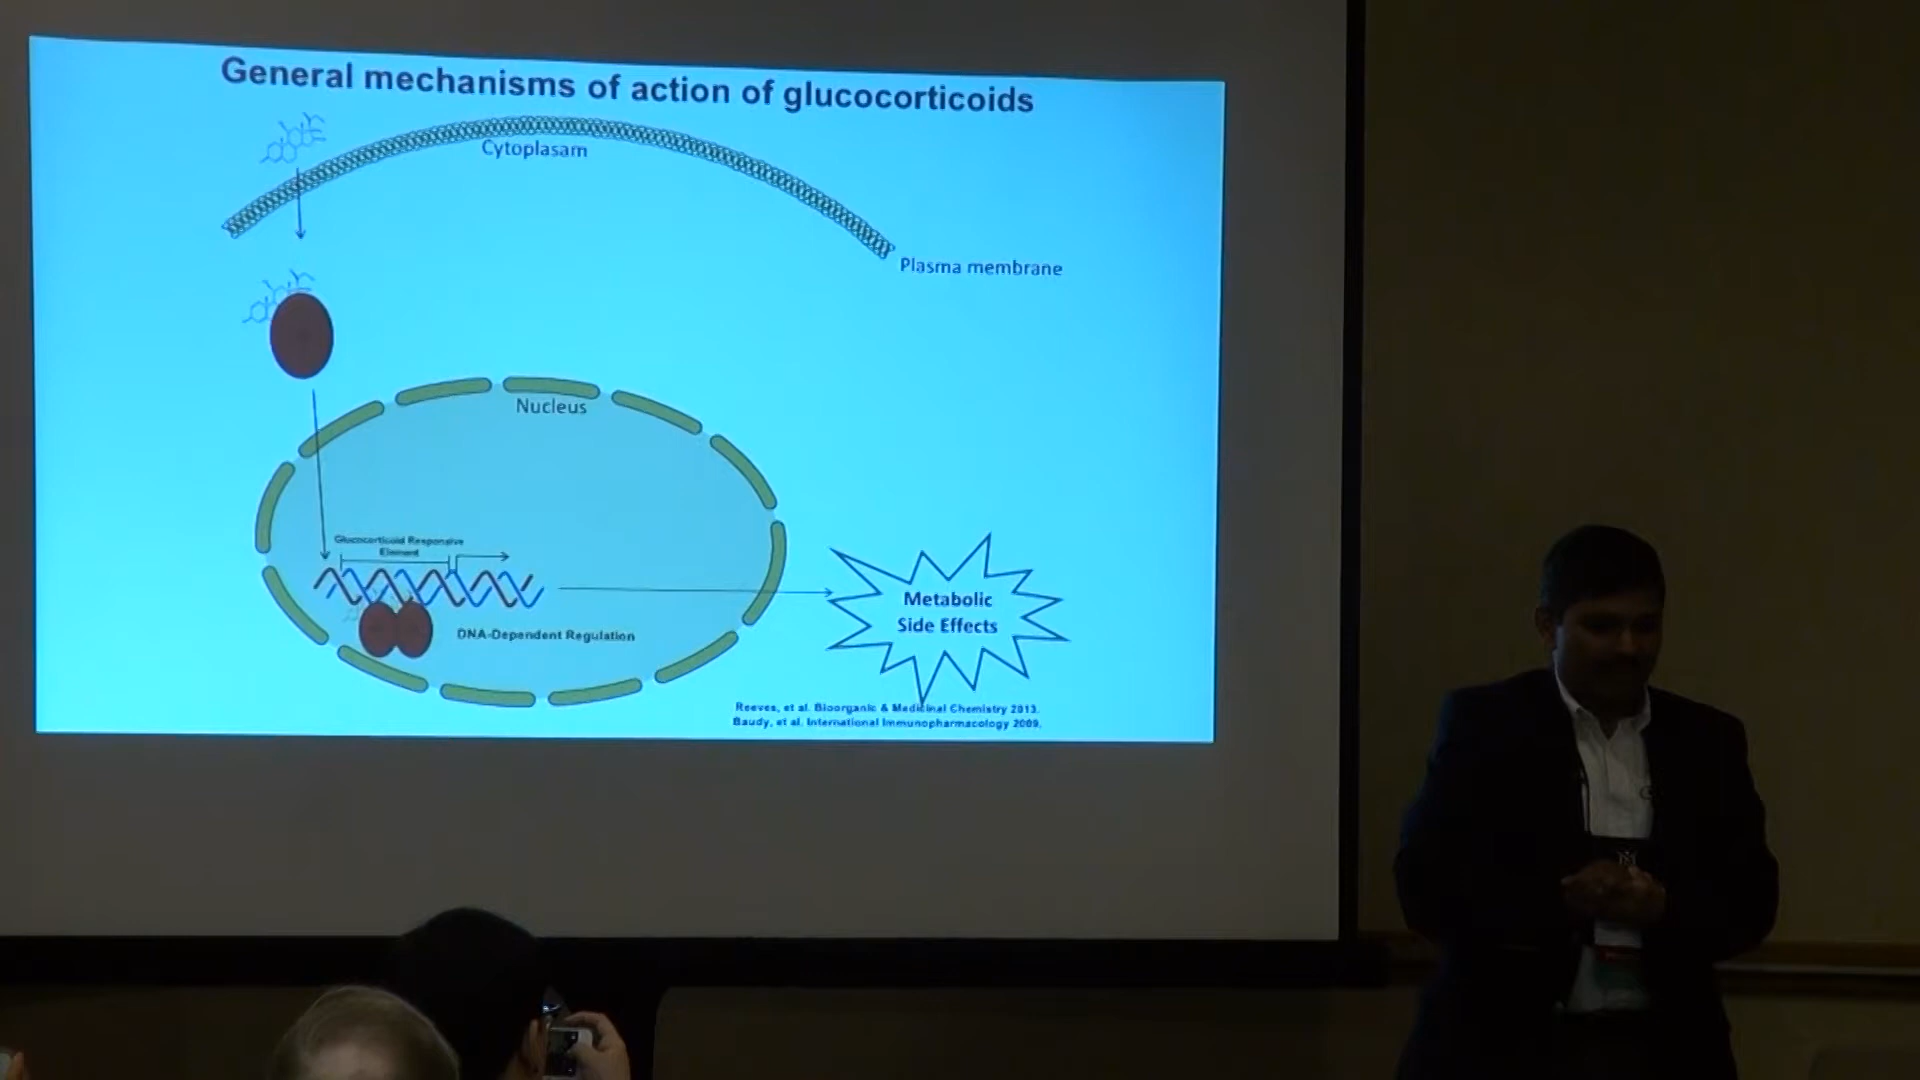 General mechanisms of action of glucocorticoids
Cytoplasam
Plasma membrane
Nucleus
Glucocorticoid Responsive
Element
DNA-Dependent Regulation
Metabolic
Side Effects
Reeves, et al. Bioorganic & Medicinal Chemistry 2013.
Baudy, et al. International Immunopharmacology 2009.